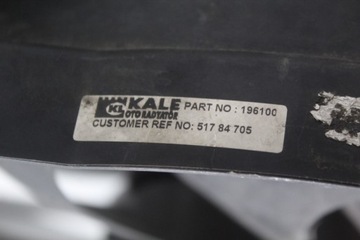 KALE PART NO : 196100
OTO RADYATÖR
CUSTOMER REF NO: 517 84 705